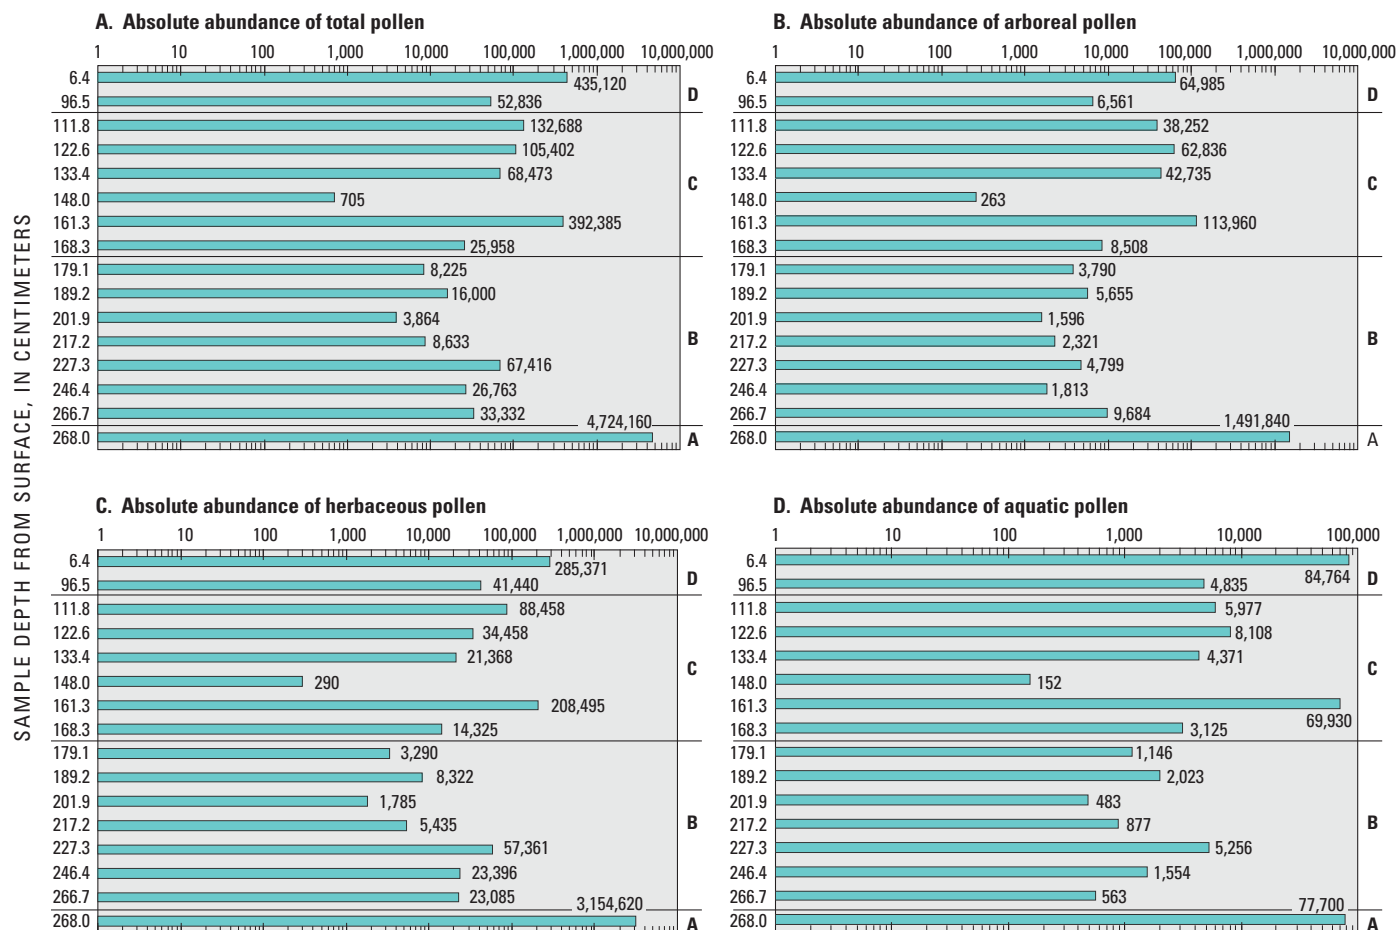 A. Absolute abundance of total pollen
1 10 100 1,000 10,000 100,000 1,000,000 10,000,000
6.4 435,120
96.5 52,836
D
111.8 132,688
122.6 105,402
133.4 68,473
148.0 705
161.3 392,385
168.3 25,958
C
179.1 8,225
189.2 16,000
201.9 3,864
217.2 8,633
227.3 67,416
246.4 26,763
266.7 33,332
B
268.0 4,724,160
A
B. Absolute abundance of arboreal pollen
1 10 100 1,000 10,000 100,000 1,000,000 10,000,000
6.4 64,985
96.5 6,561
D
111.8 38,252
122.6 62,836
133.4 42,735
148.0 263
161.3 113,960
168.3 8,508
C
179.1 3,790
189.2 5,655
201.9 1,596
217.2 2,321
227.3 4,799
246.4 1,813
266.7 9,684
B
268.0 1,491,840
A
SAMPLE DEPTH FROM SURFACE, IN CENTIMETERS
C. Absolute abundance of herbaceous pollen
1 10 100 1,000 10,000 100,000 1,000,000 10,000,000
6.4 285,371
96.5 41,440
D
111.8 88,458
122.6 34,458
133.4 21,368
148.0 290
161.3 208,495
168.3 14,325
C
179.1 3,290
189.2 8,322
201.9 1,785
217.2 5,435
227.3 57,361
246.4 23,396
266.7 23,085
B
268.0 3,154,620
A
D. Absolute abundance of aquatic pollen
1 10 100 1,000 10,000 100,000
6.4 84,764
96.5 4,835
D
111.8 5,977
122.6 8,108
133.4 4,371
148.0 152
161.3 69,930
168.3 3,125
C
179.1 1,146
189.2 2,023
201.9 483
217.2 877
227.3 5,256
246.4 1,554
266.7 563
B
268.0 77,700
A